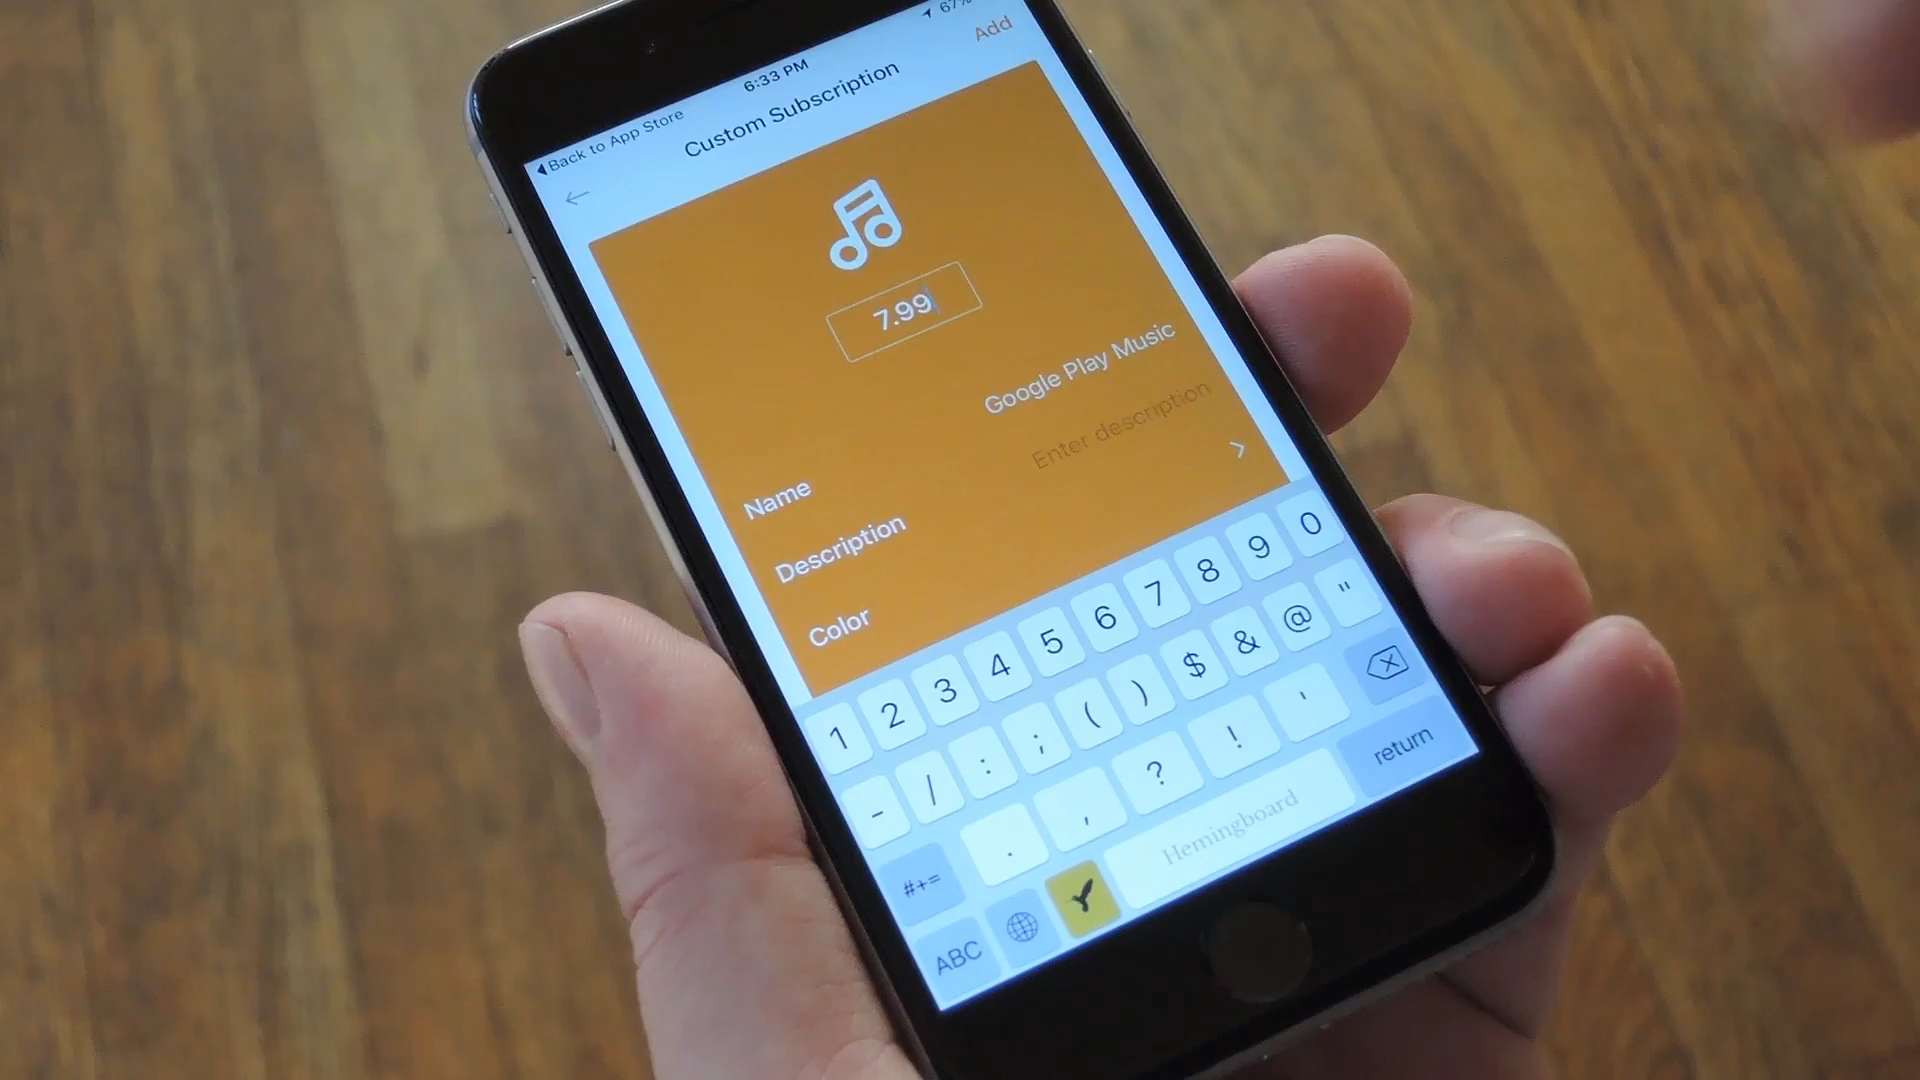 ◀Back to App Store
6:33 PM
67%
Custom Subscription
Add
7.99
Name
Google Play Music
Description
Enter description
Color
1 2 3 4 5 6 7 8 9 0
- / : ; ( ) $ & @ "
#+= . , ? ! '
ABC
Hemingboard
return